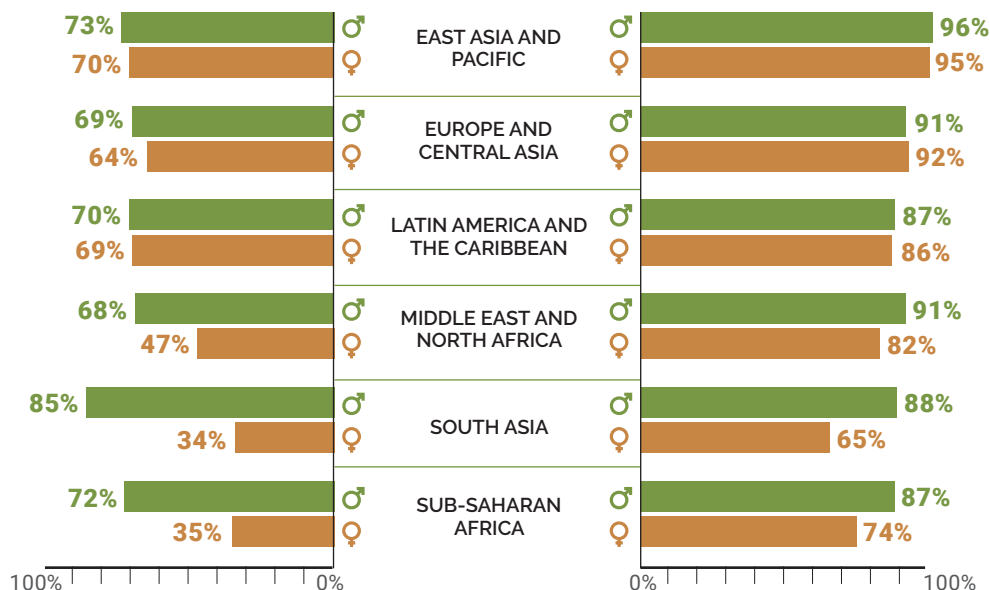 73%
EAST ASIA AND
PACIFIC
96%
70%
95%
69%
EUROPE AND
CENTRAL ASIA
91%
64%
92%
70%
LATIN AMERICA AND
THE CARIBBEAN
87%
69%
86%
68%
MIDDLE EAST AND
NORTH AFRICA
91%
47%
82%
85%
SOUTH ASIA
88%
34%
65%
72%
SUB-SAHARAN
AFRICA
87%
35%
74%
100% 0% 0% 100%